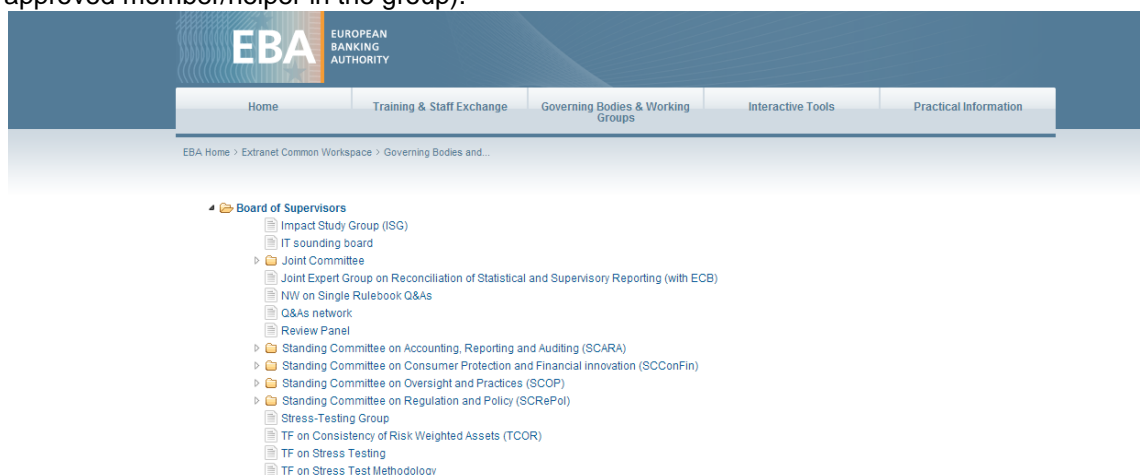 approved member/helper in the group).
EBA
EUROPEAN
BANKING
AUTHORITY
Home Training & Staff Exchange Governing Bodies & Working Groups Interactive Tools Practical Information
EBA Home > Extranet Common Workspace > Governing Bodies and...
Board of Supervisors
Impact Study Group (ISG)
IT sounding board
Joint Committee
Joint Expert Group on Reconciliation of Statistical and Supervisory Reporting (with ECB)
NW on Single Rulebook Q&As
Q&As network
Review Panel
Standing Committee on Accounting, Reporting and Auditing (SCARA)
Standing Committee on Consumer Protection and Financial innovation (SCConFin)
Standing Committee on Oversight and Practices (SCOP)
Standing Committee on Regulation and Policy (SCRePol)
Stress-Testing Group
TF on Consistency of Risk Weighted Assets (TCOR)
TF on Stress Testing
TF on Stress Test Methodology